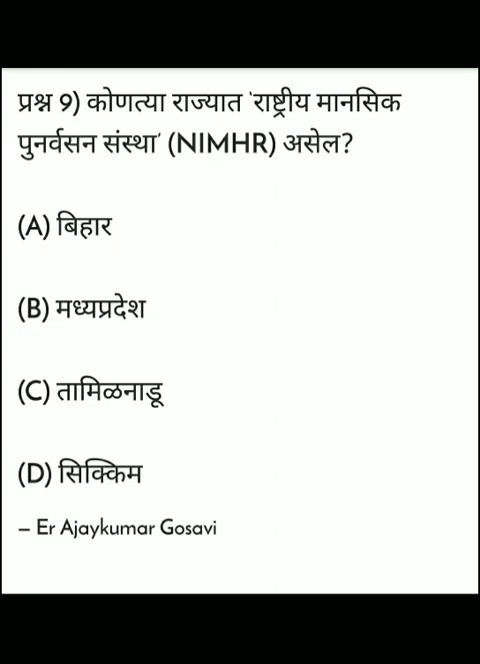 प्रश्न 9) कोणत्या राज्यात 'राष्ट्रीय मानसिक
पुनर्वसन संस्था' (NIMHR) असेल?
(A) बिहार
(B) मध्यप्रदेश
(C) तामिळनाडू
(D) सिक्किम
– Er Ajaykumar Gosavi